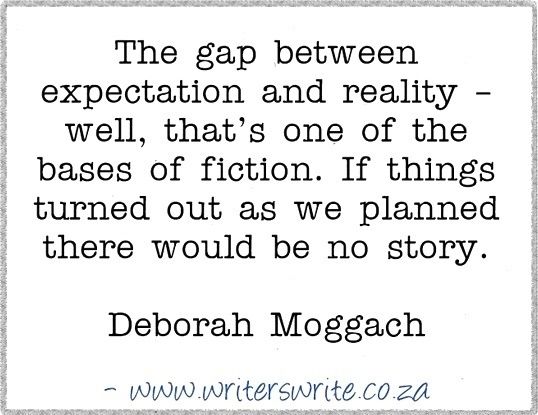 The gap between
expectation and reality –
well, that's one of the
bases of fiction. If things
turned out as we planned
there would be no story.
Deborah Moggach
- www.writerswrite.co.za